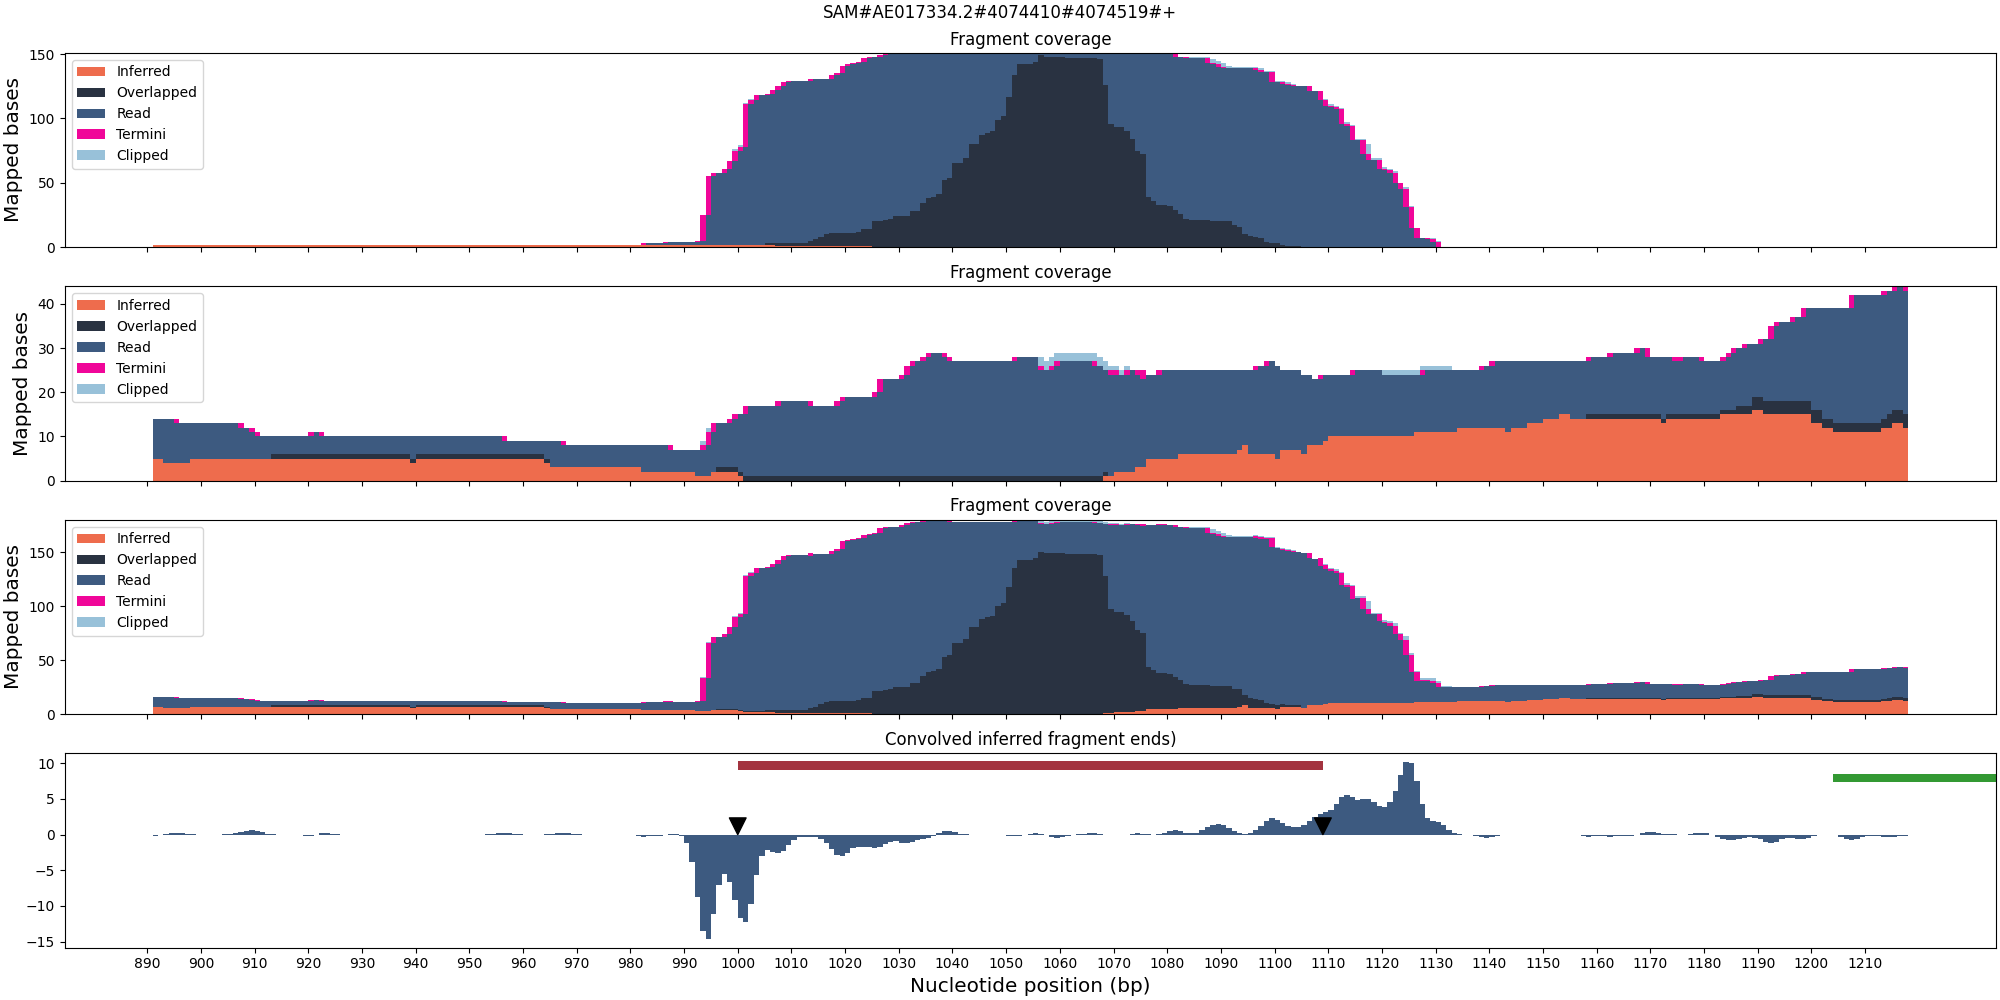 SAM#AE017334.2#4074410#4074519#+
Fragment coverage
Mapped bases
150
100
50
0
Inferred
Overlapped
Read
Termini
Clipped
Fragment coverage
Mapped bases
40
30
20
10
0
Inferred
Overlapped
Read
Termini
Clipped
Fragment coverage
Mapped bases
150
100
50
0
Inferred
Overlapped
Read
Termini
Clipped
Convolved inferred fragment ends)
10
5
0
−5
−10
−15
890 900 910 920 930 940 950 960 970 980 990 1000 1010 1020 1030 1040 1050 1060 1070 1080 1090 1100 1110 1120 1130 1140 1150 1160 1170 1180 1190 1200 1210
Nucleotide position (bp)